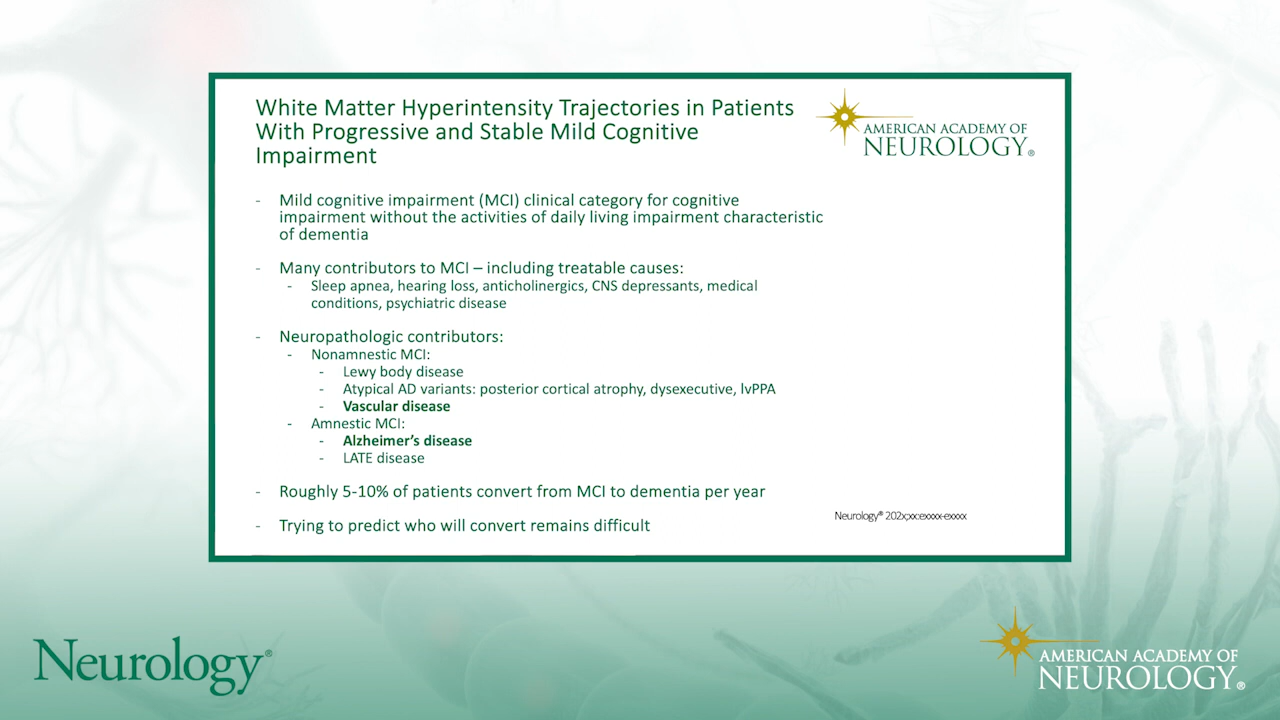 White Matter Hyperintensity Trajectories in Patients
With Progressive and Stable Mild Cognitive
Impairment
AMERICAN ACADEMY OF
NEUROLOGY®
- Mild cognitive impairment (MCI) clinical category for cognitive
impairment without the activities of daily living impairment characteristic
of dementia
- Many contributors to MCI – including treatable causes:
- Sleep apnea, hearing loss, anticholinergics, CNS depressants, medical
conditions, psychiatric disease
- Neuropathologic contributors:
- Nonamnestic MCI:
- Lewy body disease
- Atypical AD variants: posterior cortical atrophy, dysexecutive, lvPPA
- Vascular disease
- Amnestic MCI:
- Alzheimer’s disease
- LATE disease
- Roughly 5-10% of patients convert from MCI to dementia per year
- Trying to predict who will convert remains difficult
Neurology® 202x;xx:exxxx-exxxx
Neurology®
AMERICAN ACADEMY OF
NEUROLOGY®